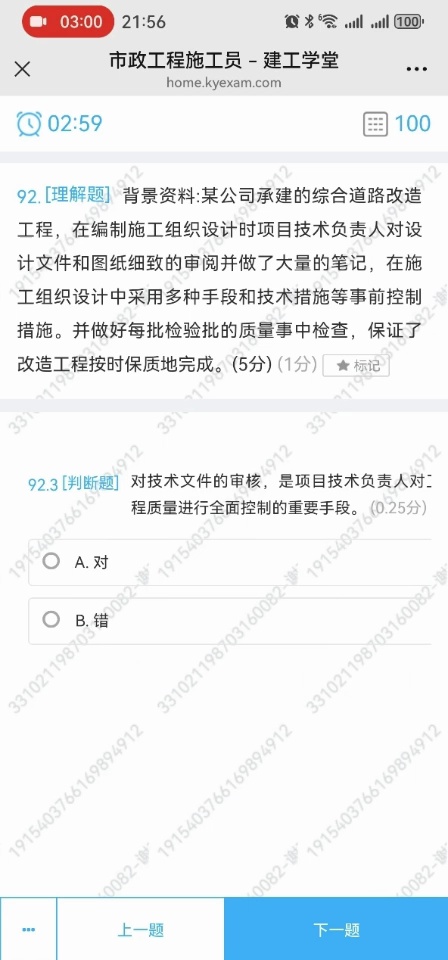 03:00 21:56 100
市政工程施工员 – 建工学堂
home.kyexam.com
02:59 100
92.[理解题] 背景资料:某公司承建的综合道路改造
工程，在编制施工组织设计时项目技术负责人对设
计文件和图纸细致的审阅并做了大量的笔记，在施
工组织设计中采用多种手段和技术措施等事前控制
措施。并做好每批检验批的质量事中检查，保证了
改造工程按时保质地完成。(5分) (1分) 标记
92.3 [判断题] 对技术文件的审核，是项目技术负责人对工
程质量进行全面控制的重要手段。 (0.25分)
A. 对
B. 错
上一题 下一题